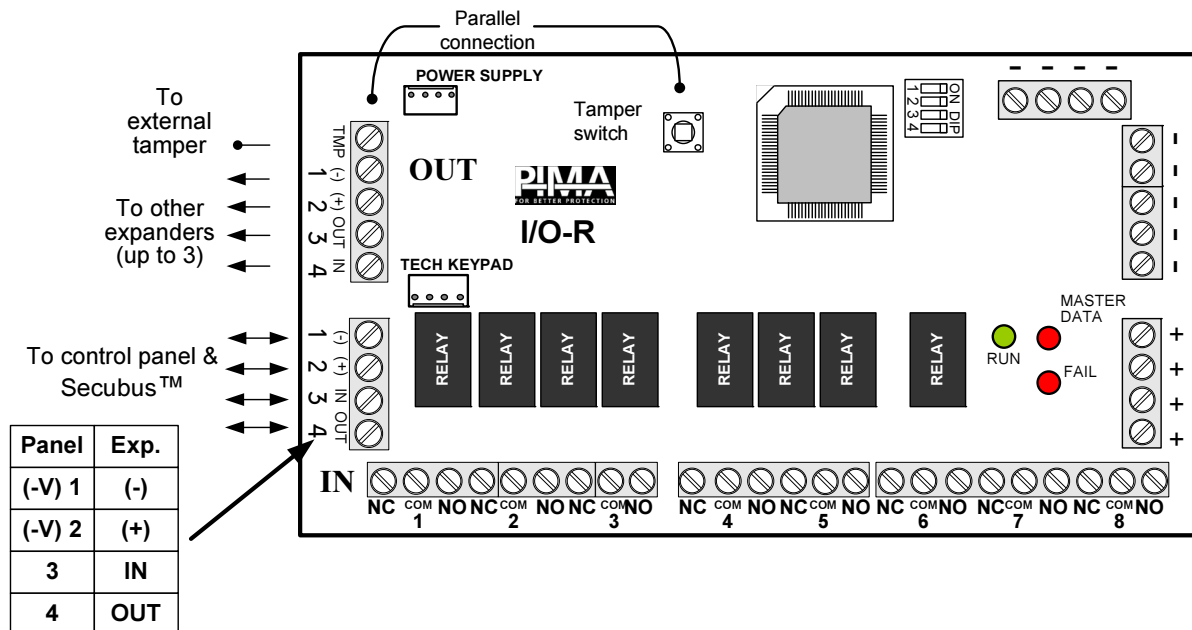 Parallel
connection
POWER SUPPLY
To
external
tamper
Tamper
switch
ON DIP
1 2 3 4
- - - -
TMP
1 (-)
2 (+)
3 OUT
4 IN
OUT
PIMA
FOR BETTER PROTECTION
I/O-R
To other
expanders
(up to 3)
-
-
-
-
-
TECH KEYPAD
1 (-)
2 (+)
3 IN
4 OUT
To control panel &
Secubus™
RELAY RELAY RELAY RELAY RELAY RELAY RELAY RELAY
RUN
MASTER
DATA
FAIL
+
+
+
+
Panel Exp.
(-V) 1 (-)
(-V) 2 (+)
3 IN
4 OUT
IN
NC COM NO NC COM NO NC COM NO NC COM NO NC COM NO NC COM NO NC COM NO NC COM NO
1 2 3 4 5 6 7 8